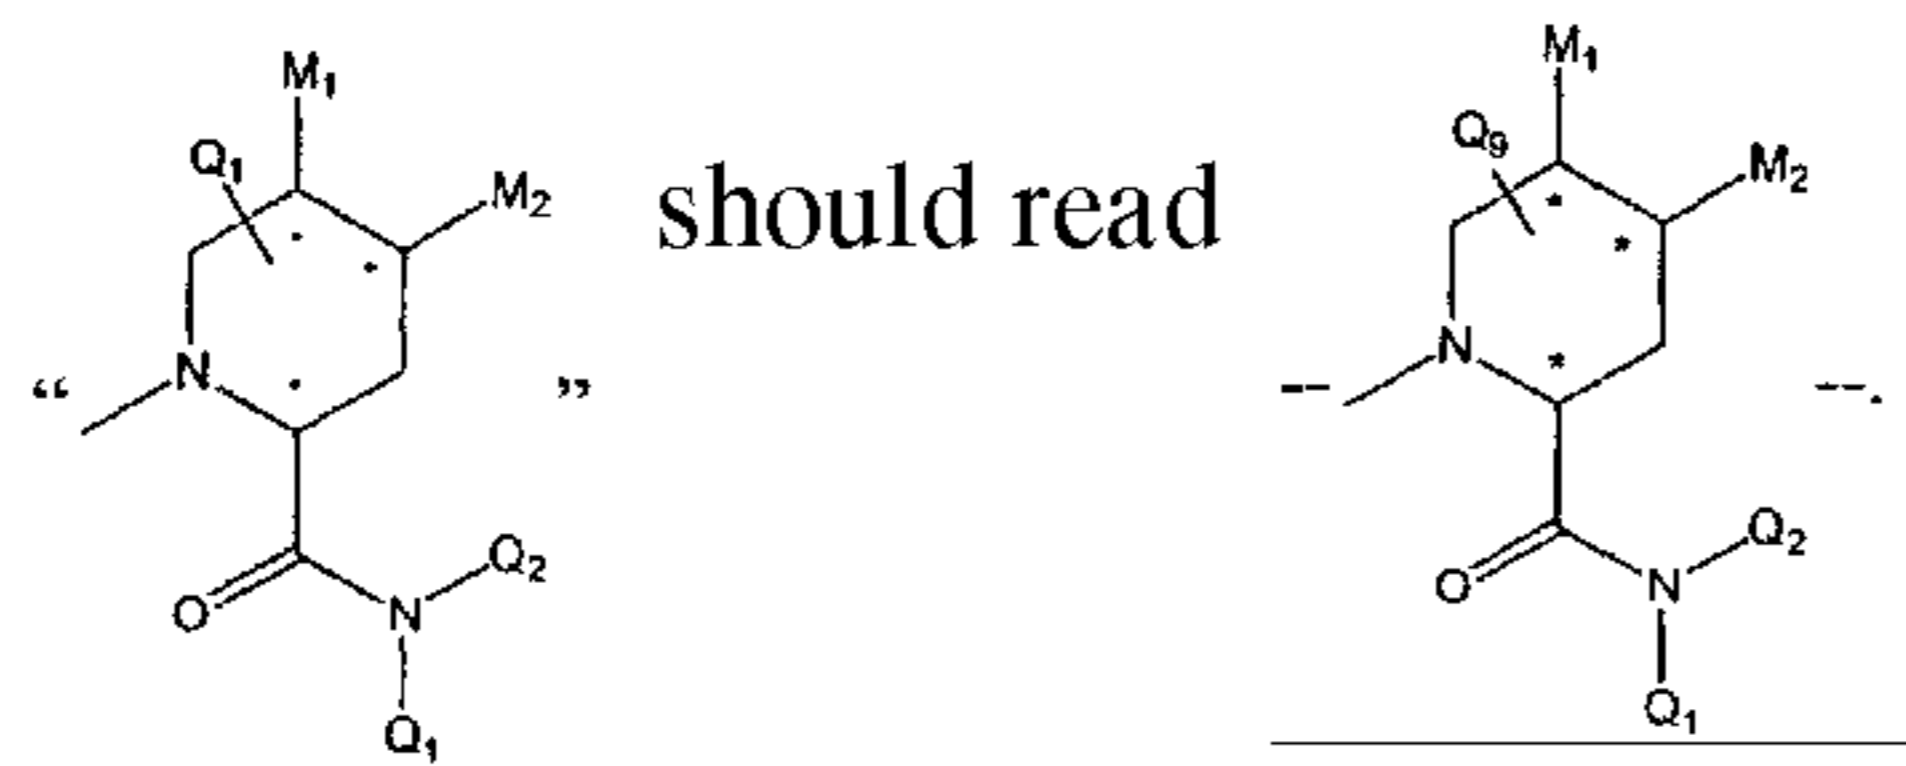 M1 M1
Q1 Q9
M2 should read M2
N N
“ ” -- --.
Q2 Q2
O N O N
Q1 Q1